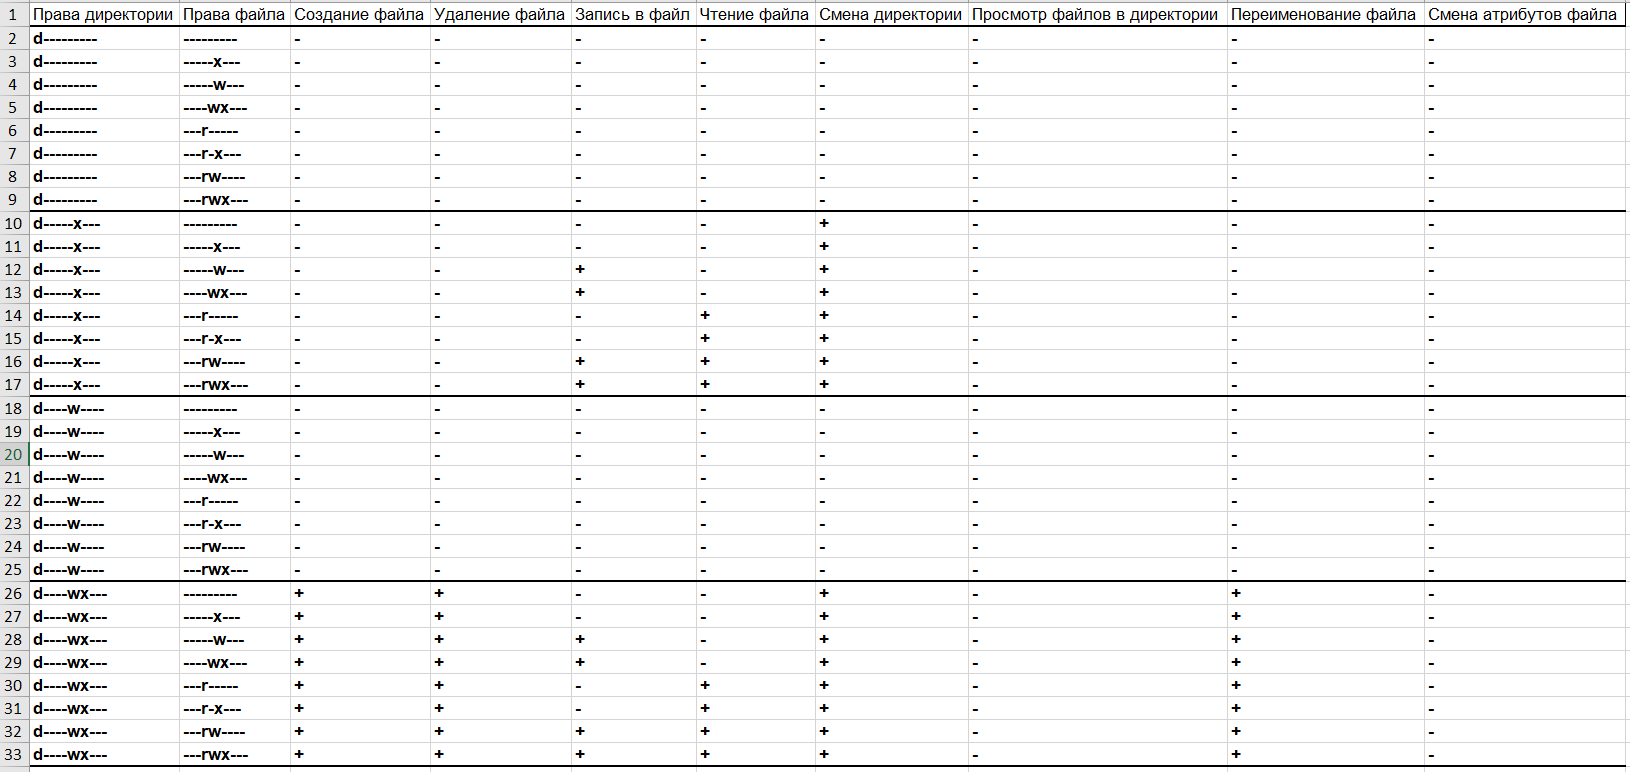 1 Права директории Права файла Создание файла Удаление файла Запись в файл Чтение файла Смена директории Просмотр файлов в директории Переименование файла Смена атрибутов файла
2 d--------- --------- - - - - - - - -
3 d--------- -----x--- - - - - - - - -
4 d--------- -----w--- - - - - - - - -
5 d--------- ----wx--- - - - - - - - -
6 d--------- ---r----- - - - - - - - -
7 d--------- ---r-x--- - - - - - - - -
8 d--------- ---rw---- - - - - - - - -
9 d--------- ---rwx--- - - - - - - - -
10 d-----x--- --------- - - - - + - - -
11 d-----x--- -----x--- - - - - + - - -
12 d-----x--- -----w--- - - + - + - - -
13 d-----x--- ----wx--- - - + - + - - -
14 d-----x--- ---r----- - - - + + - - -
15 d-----x--- ---r-x--- - - - + + - - -
16 d-----x--- ---rw---- - - + + + - - -
17 d-----x--- ---rwx--- - - + + + - - -
18 d----w---- --------- - - - - - - - -
19 d----w---- -----x--- - - - - - - - -
20 d----w---- -----w--- - - - - - - - -
21 d----w---- ----wx--- - - - - - - - -
22 d----w---- ---r----- - - - - - - - -
23 d----w---- ---r-x--- - - - - - - - -
24 d----w---- ---rw---- - - - - - - - -
25 d----w---- ---rwx--- - - - - - - - -
26 d----wx--- --------- + + - - + - + -
27 d----wx--- -----x--- + + - - + - + -
28 d----wx--- -----w--- + + + - + - + -
29 d----wx--- ----wx--- + + + - + - + -
30 d----wx--- ---r----- + + - + + - + -
31 d----wx--- ---r-x--- + + - + + - + -
32 d----wx--- ---rw---- + + + + + - + -
33 d----wx--- ---rwx--- + + + + + - + -